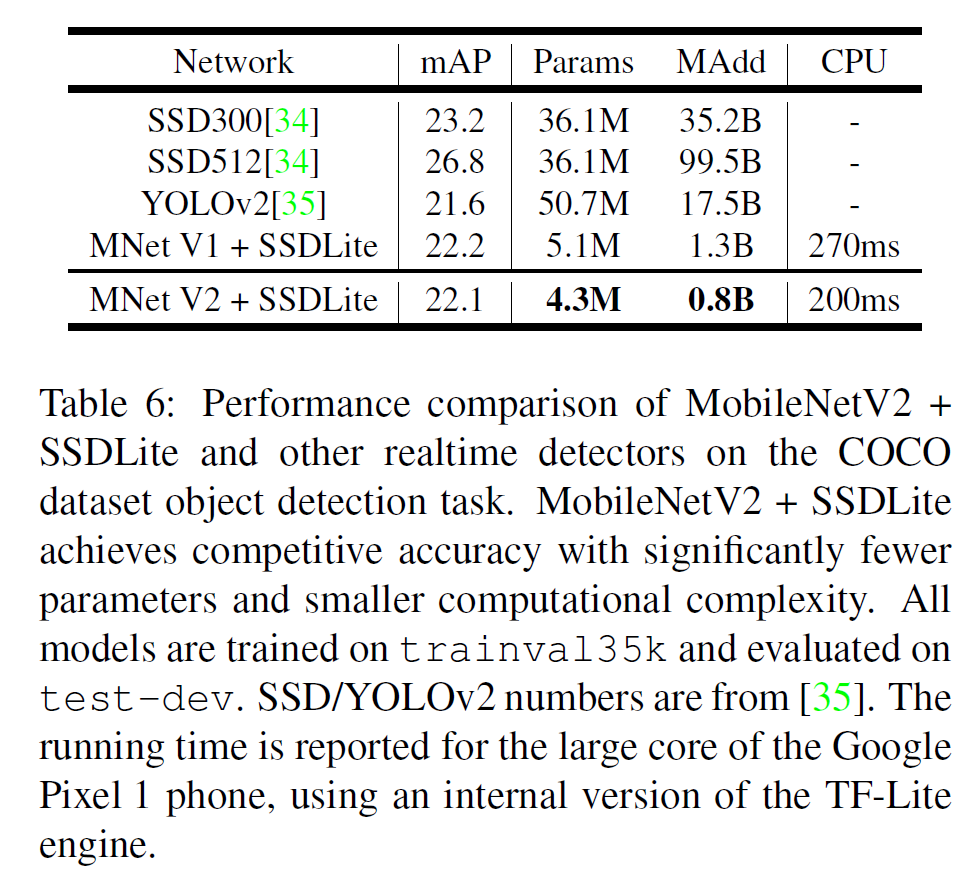 Network mAP Params MAdd CPU
SSD300[34] 23.2 36.1M 35.2B -
SSD512[34] 26.8 36.1M 99.5B -
YOLOv2[35] 21.6 50.7M 17.5B -
MNet V1 + SSDLite 22.2 5.1M 1.3B 270ms
MNet V2 + SSDLite 22.1 4.3M 0.8B 200ms
Table 6: Performance comparison of MobileNetV2 +
SSDLite and other realtime detectors on the COCO
dataset object detection task. MobileNetV2 + SSDLite
achieves competitive accuracy with significantly fewer
parameters and smaller computational complexity. All
models are trained on trainval35k and evaluated on
test-dev. SSD/YOLOv2 numbers are from [35]. The
running time is reported for the large core of the Google
Pixel 1 phone, using an internal version of the TF-Lite
engine.